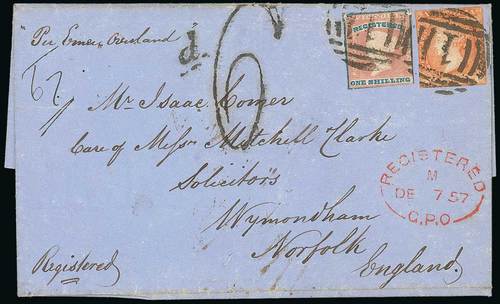 "Per Emeu Overland"
d. 6
REGISTERED
ONE SHILLING
Mr Isaac Comer
Care of Messrs Mitchell Clarke
Solicitor's
Wymondham
Norfolk
England.
Registered
REGISTERED
M
DE 7 57
G.P.O